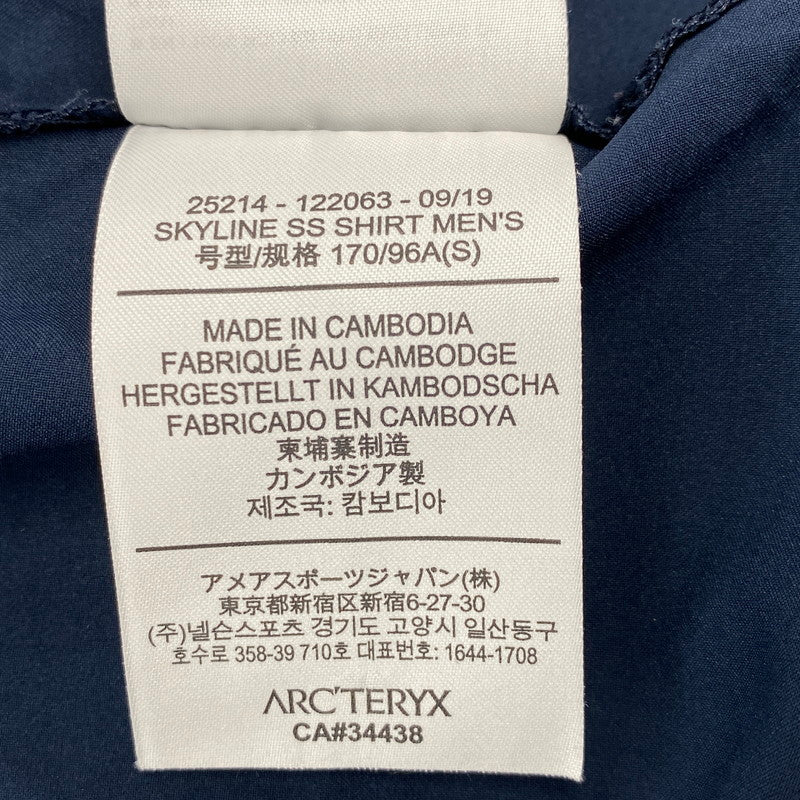 25214 - 122063 - 09/19
SKYLINE SS SHIRT MEN'S
号型/规格 170/96A(S)
MADE IN CAMBODIA
FABRIQUÉ AU CAMBODGE
HERGESTELLT IN KAMBODSCHA
FABRICADO EN CAMBOYA
柬埔寨制造
カンボジア製
제조국: 캄보디아
アメアスポーツジャパン(株)
東京都新宿区新宿6-27-30
(주)넬슨스포츠 경기도 고양시 일산동구
호수로 358-39 710호 대표번호: 1644-1708
ARC'TERYX
CA#34438